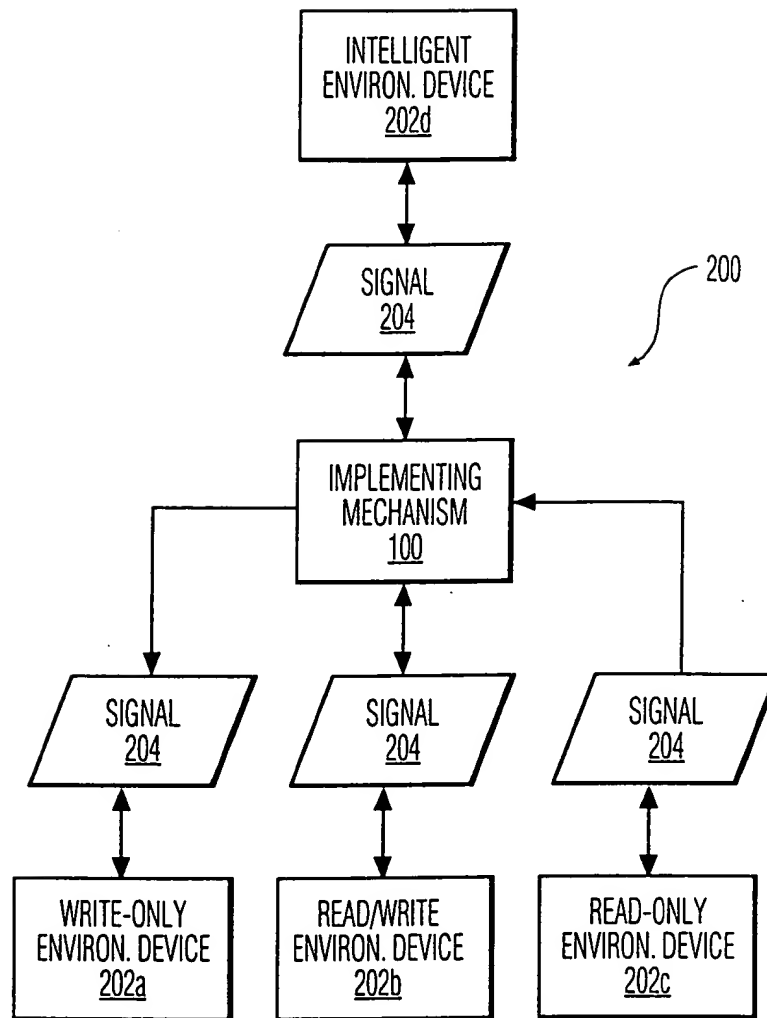 INTELLIGENT
ENVIRON. DEVICE
202d
SIGNAL
204
200
IMPLEMENTING
MECHANISM
100
SIGNAL
204
SIGNAL
204
SIGNAL
204
WRITE-ONLY
ENVIRON. DEVICE
202a
READ/WRITE
ENVIRON. DEVICE
202b
READ-ONLY
ENVIRON. DEVICE
202c